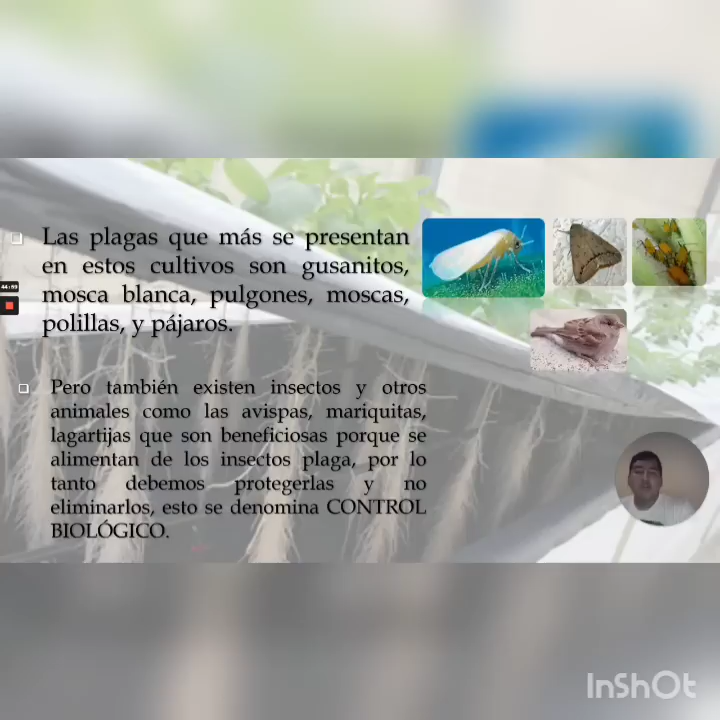 Las plagas que más se presentan
en estos cultivos son gusanitos,
mosca blanca, pulgones, moscas,
polillas, y pájaros.
44:59
Pero también existen insectos y otros
animales como las avispas, mariquitas,
lagartijas que son beneficiosas porque se
alimentan de los insectos plaga, por lo
tanto debemos protegerlas y no
eliminarlos, esto se denomina CONTROL
BIOLÓGICO.
InShOt